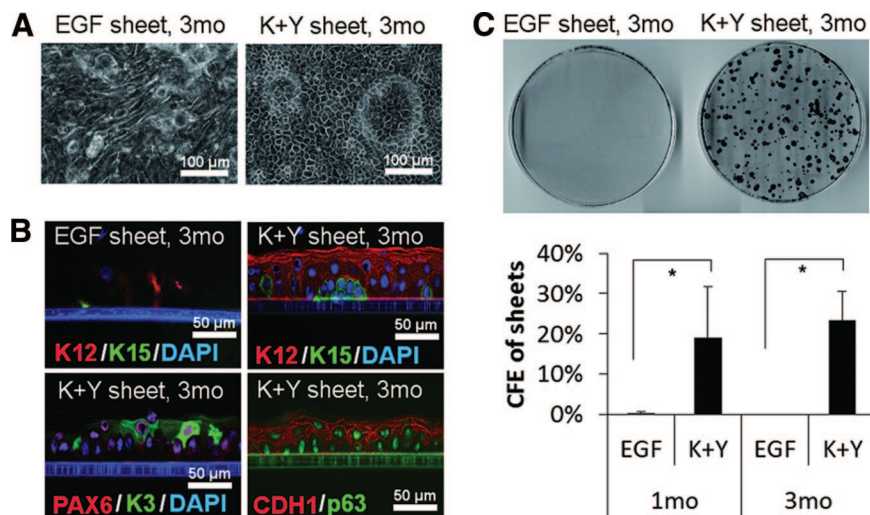 A
EGF sheet, 3mo
K+Y sheet, 3mo
100 µm
100 µm
B
EGF sheet, 3mo
K+Y sheet, 3mo
50 µm
50 µm
K12/K15/DAPI
K12/K15/DAPI
K+Y sheet, 3mo
K+Y sheet, 3mo
50 µm
50 µm
PAX6/K3/DAPI
CDH1/p63
C
EGF sheet, 3mo
K+Y sheet, 3mo
CFE of sheets
40%
30%
20%
10%
0%
*
*
EGF
K+Y
EGF
K+Y
1mo
3mo